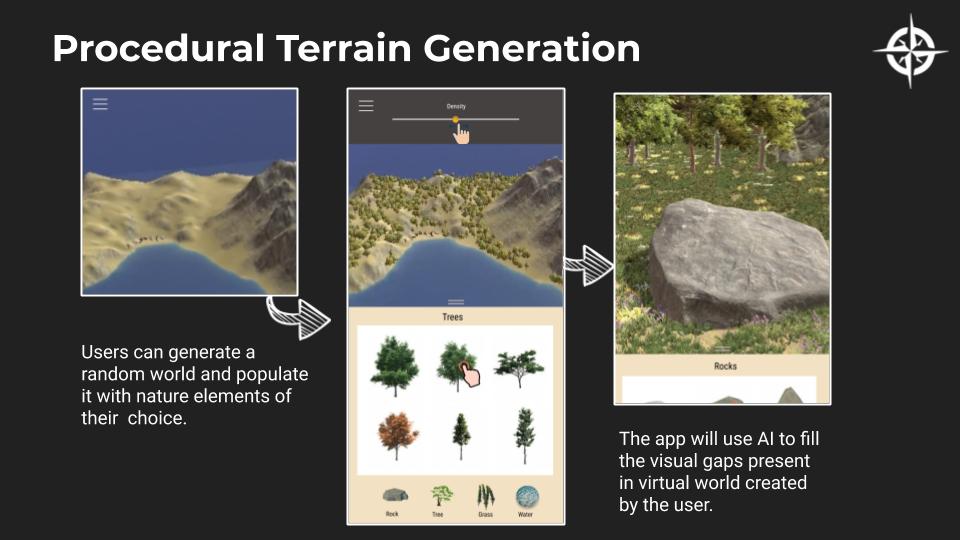 Procedural Terrain Generation
Density
Trees
Rock
Tree
Grass
Water
Rocks
Users can generate a
random world and populate
it with nature elements of
their  choice.
The app will use AI to fill
the visual gaps present
in virtual world created
by the user.